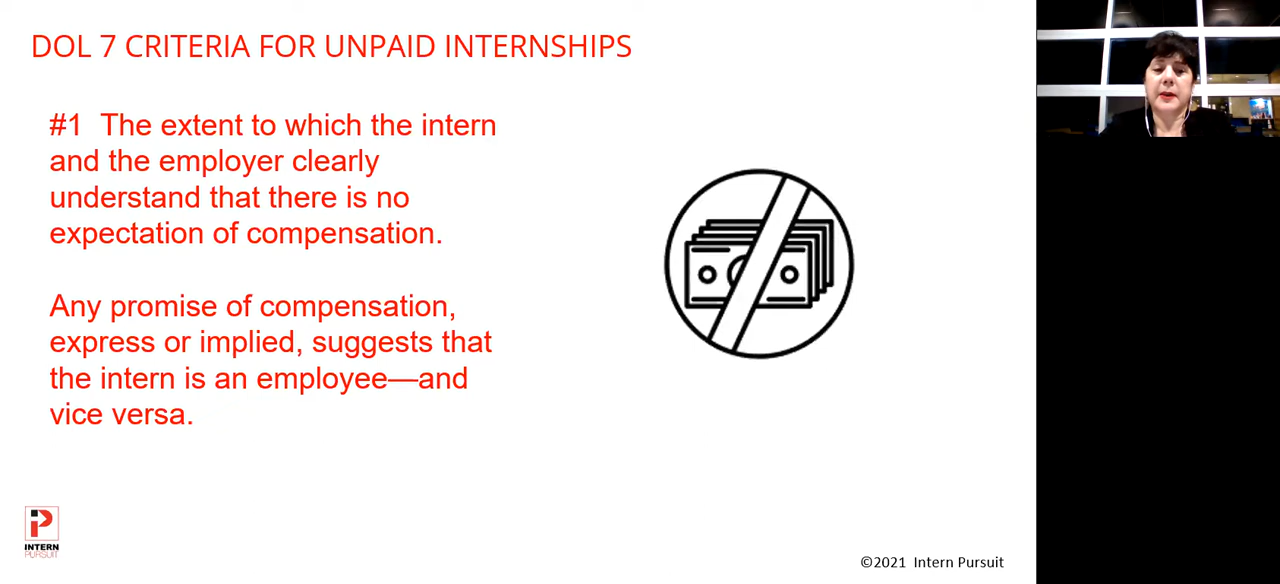 DOL 7 CRITERIA FOR UNPAID INTERNSHIPS
#1  The extent to which the intern
and the employer clearly
understand that there is no
expectation of compensation.
Any promise of compensation,
express or implied, suggests that
the intern is an employee—and
vice versa.
INTERN
PURSUIT
©2021  Intern Pursuit